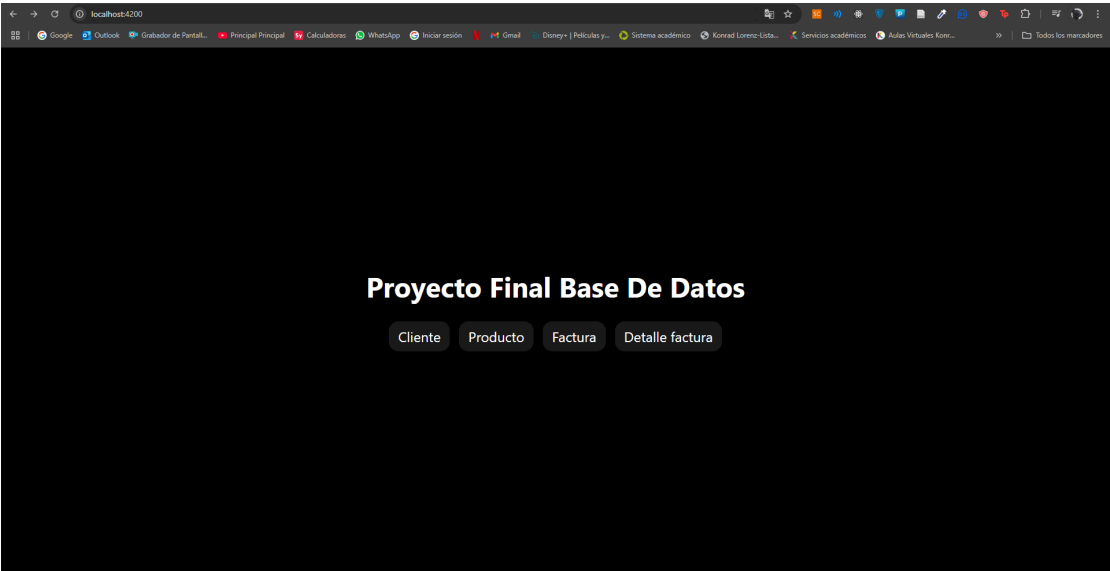 localhost:4200
Google Outlook Grabador de Pantall... Principal Principal Sy Calculadoras WhatsApp Iniciar sesión Gmail Disney+ | Películas y... Sistema académico Konrad Lorenz-Lista... Servicios académicos Aulas Virtuales Konr... » Todos los marcadores
Proyecto Final Base De Datos
Cliente Producto Factura Detalle factura